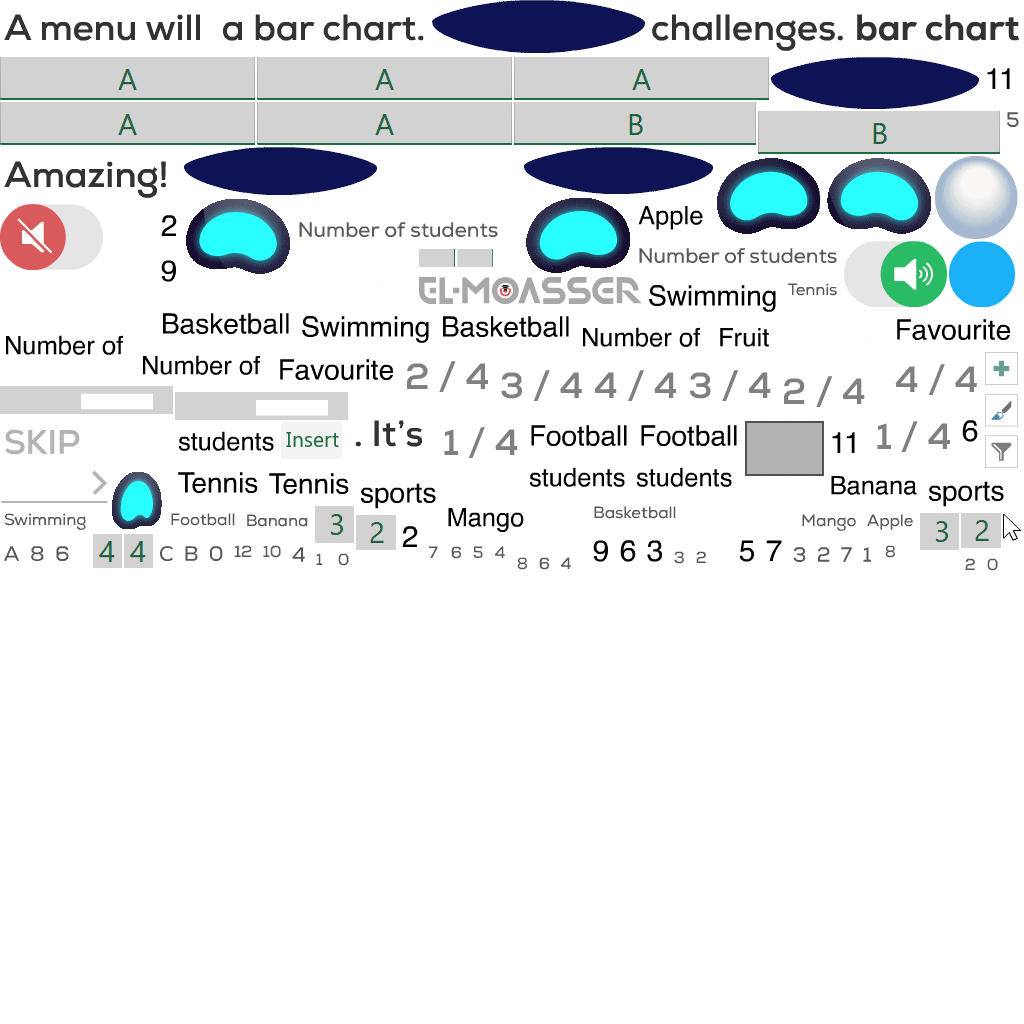 A menu will a bar chart. challenges. bar chart
A A A 11
A A B B 5
Amazing!
2 Number of students Apple
9 Number of students
EL-MOASSER Swimming Tennis
Number of Basketball Swimming Basketball Number of Fruit Favourite
Number of Favourite 2 / 4 3 / 4 4 / 4 3 / 4 2 / 4 4 / 4
SKIP students Insert . It's 1 / 4 Football Football 11 1 / 4 6
students students
Tennis Tennis sports Banana sports
Swimming Football Banana 3 2 2 Mango Basketball Mango Apple 3 2
A 8 6 4 4 C B 0 12 10 4 1 0 7 6 5 4 8 6 4 9 6 3 3 2 5 7 3 2 7 1 8
2 0